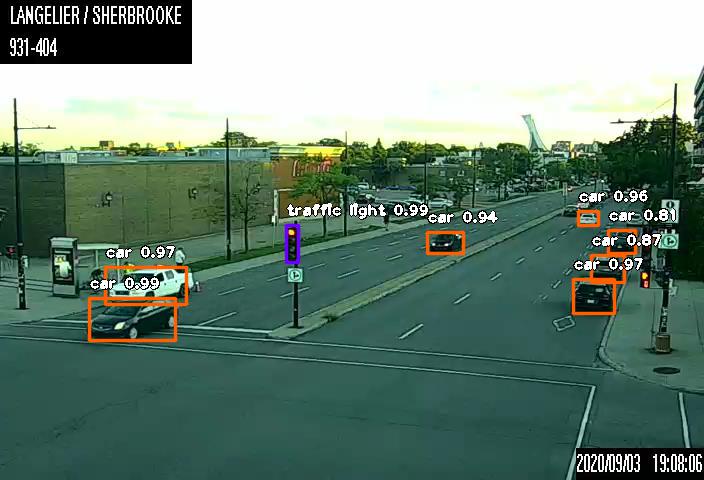 LANGELIER / SHERBROOKE
931-404
car 0.96
traffic light 0.99
car 0.94
car 0.81
car 0.87
car 0.97
car 0.97
car 0.99
2020/09/03 19:08:06